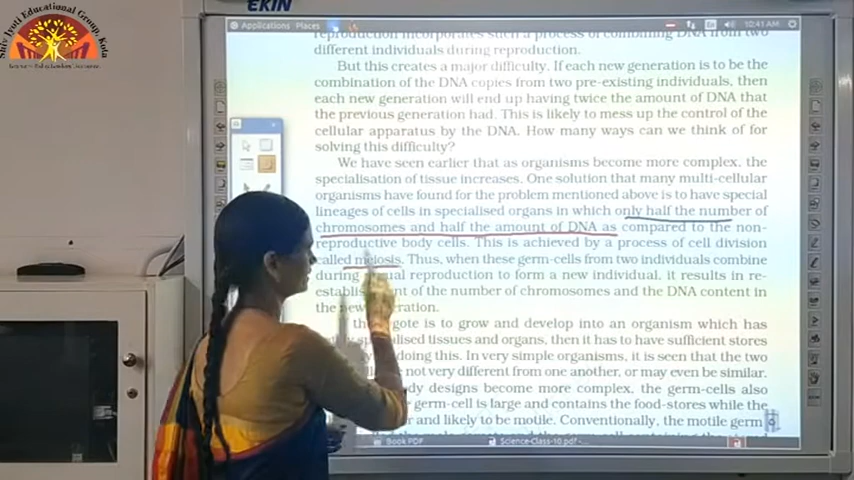 Shiv Jyoti Educational Group, Kota
EKIN
Applications Places
En
10:41 AM
reproduction incorporates such a process of combining DNA from two
different individuals during reproduction.
But this creates a major difficulty. If each new generation is to be the
combination of the DNA copies from two pre-existing individuals, then
each new generation will end up having twice the amount of DNA that
the previous generation had. This is likely to mess up the control of the
cellular apparatus by the DNA. How many ways can we think of for
solving this difficulty?
We have seen earlier that as organisms become more complex, the
specialisation of tissue increases. One solution that many multi-cellular
organisms have found for the problem mentioned above is to have special
lineages of cells in specialised organs in which only half the number of
chromosomes and half the amount of DNA as compared to the non-
reproductive body cells. This is achieved by a process of cell division
called meiosis. Thus, when these germ-cells from two individuals combine
during reproduction to form a new individual, it results in re-
of the number of chromosomes and the DNA content in
the new
is to grow and develop into an organism which has
tissues and organs, then it has to have sufficient stores
doing this. In very simple organisms, it is seen that the two
not very different from one another, or may even be similar.
designs become more complex, the germ-cells also
germ-cell is large and contains the food-stores while the
and likely to be motile. Conventionally, the motile germ
Book PDF
Science-Class-10.pdf-...